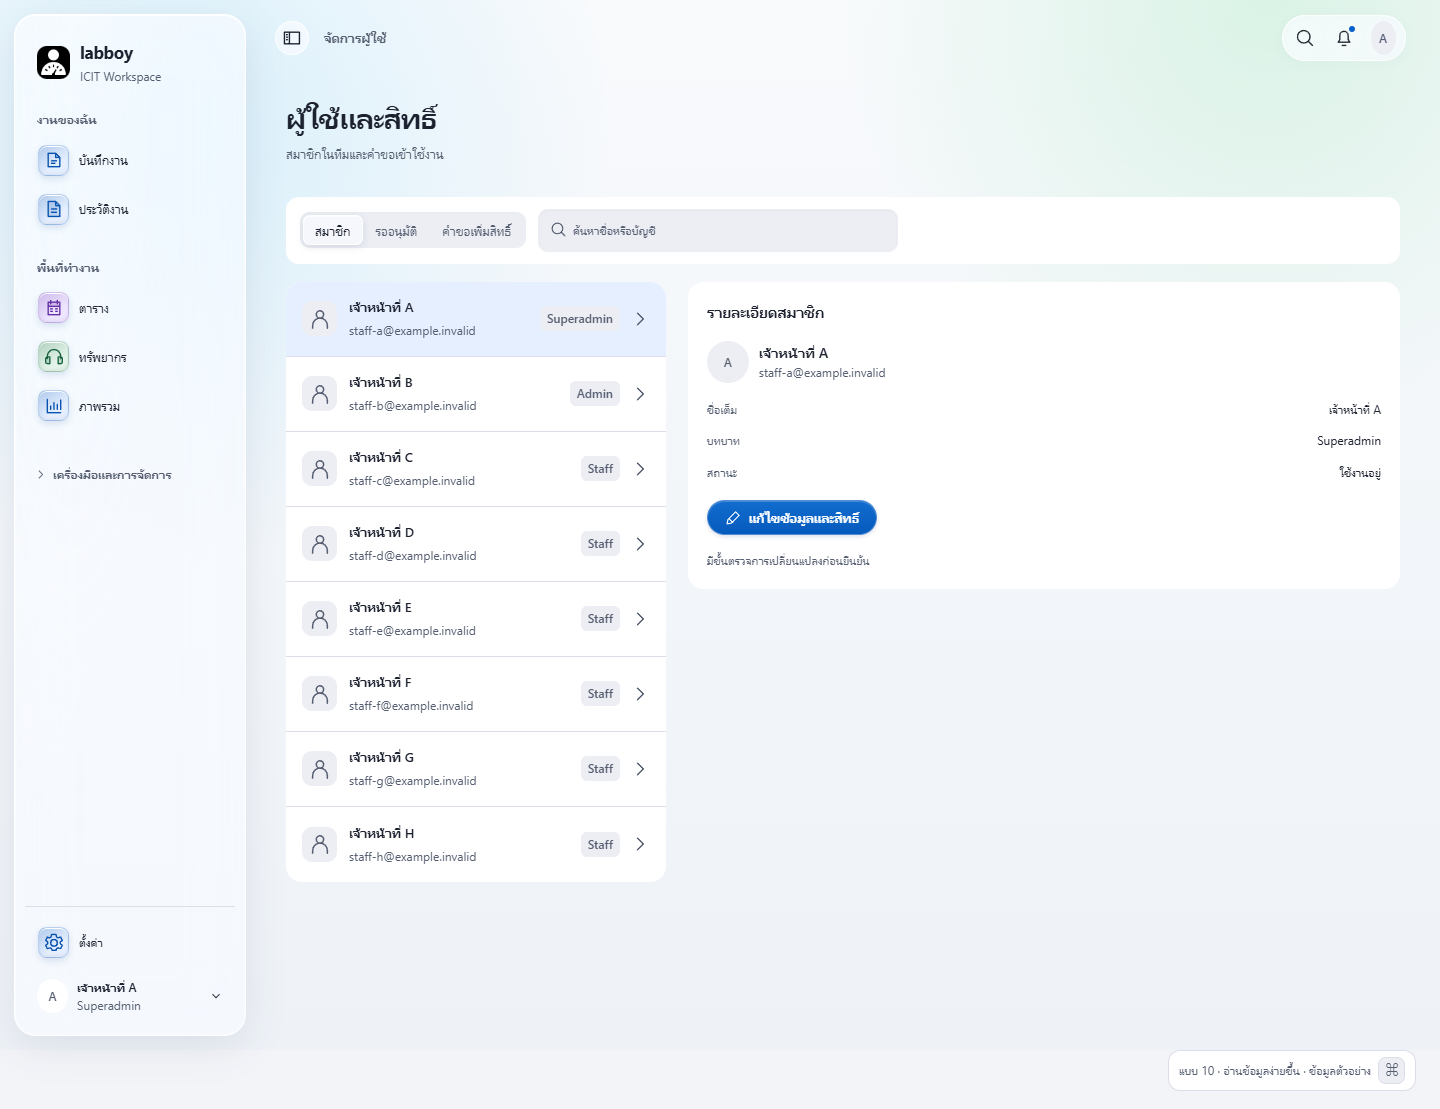 labboy
ICIT Workspace
งานของฉัน
บันทึกงาน
ประวัติงาน
พื้นที่ทำงาน
ตาราง
ทรัพยากร
ภาพรวม
เครื่องมือและการจัดการ
ตั้งค่า
A
เจ้าหน้าที่ A
Superadmin
จัดการผู้ใช้
A
ผู้ใช้และสิทธิ์
สมาชิกในทีมและคำขอเข้าใช้งาน
สมาชิก
รออนุมัติ
คำขอเพิ่มสิทธิ์
ค้นหาชื่อหรือบัญชี
เจ้าหน้าที่ A
staff-a@example.invalid
Superadmin
เจ้าหน้าที่ B
staff-b@example.invalid
Admin
เจ้าหน้าที่ C
staff-c@example.invalid
Staff
เจ้าหน้าที่ D
staff-d@example.invalid
Staff
เจ้าหน้าที่ E
staff-e@example.invalid
Staff
เจ้าหน้าที่ F
staff-f@example.invalid
Staff
เจ้าหน้าที่ G
staff-g@example.invalid
Staff
เจ้าหน้าที่ H
staff-h@example.invalid
Staff
รายละเอียดสมาชิก
A
เจ้าหน้าที่ A
staff-a@example.invalid
ชื่อเต็ม เจ้าหน้าที่ A
บทบาท Superadmin
สถานะ ใช้งานอยู่
แก้ไขข้อมูลและสิทธิ์
มีขั้นตรวจการเปลี่ยนแปลงก่อนยืนยัน
แบบ 10 · อ่านข้อมูลง่ายขึ้น · ข้อมูลตัวอย่าง ⌘